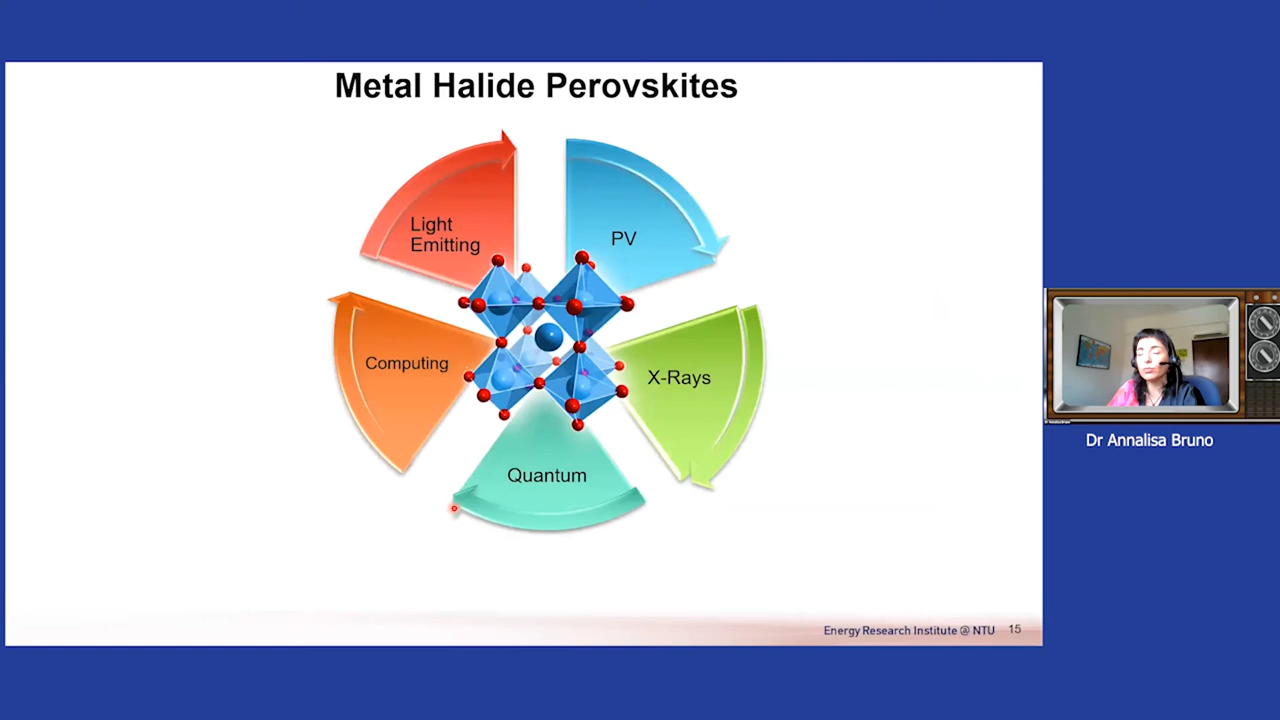 Metal Halide Perovskites
Light
Emitting
PV
Computing
X-Rays
Quantum
Dr Annalisa Bruno
Energy Research Institute @ NTU 15